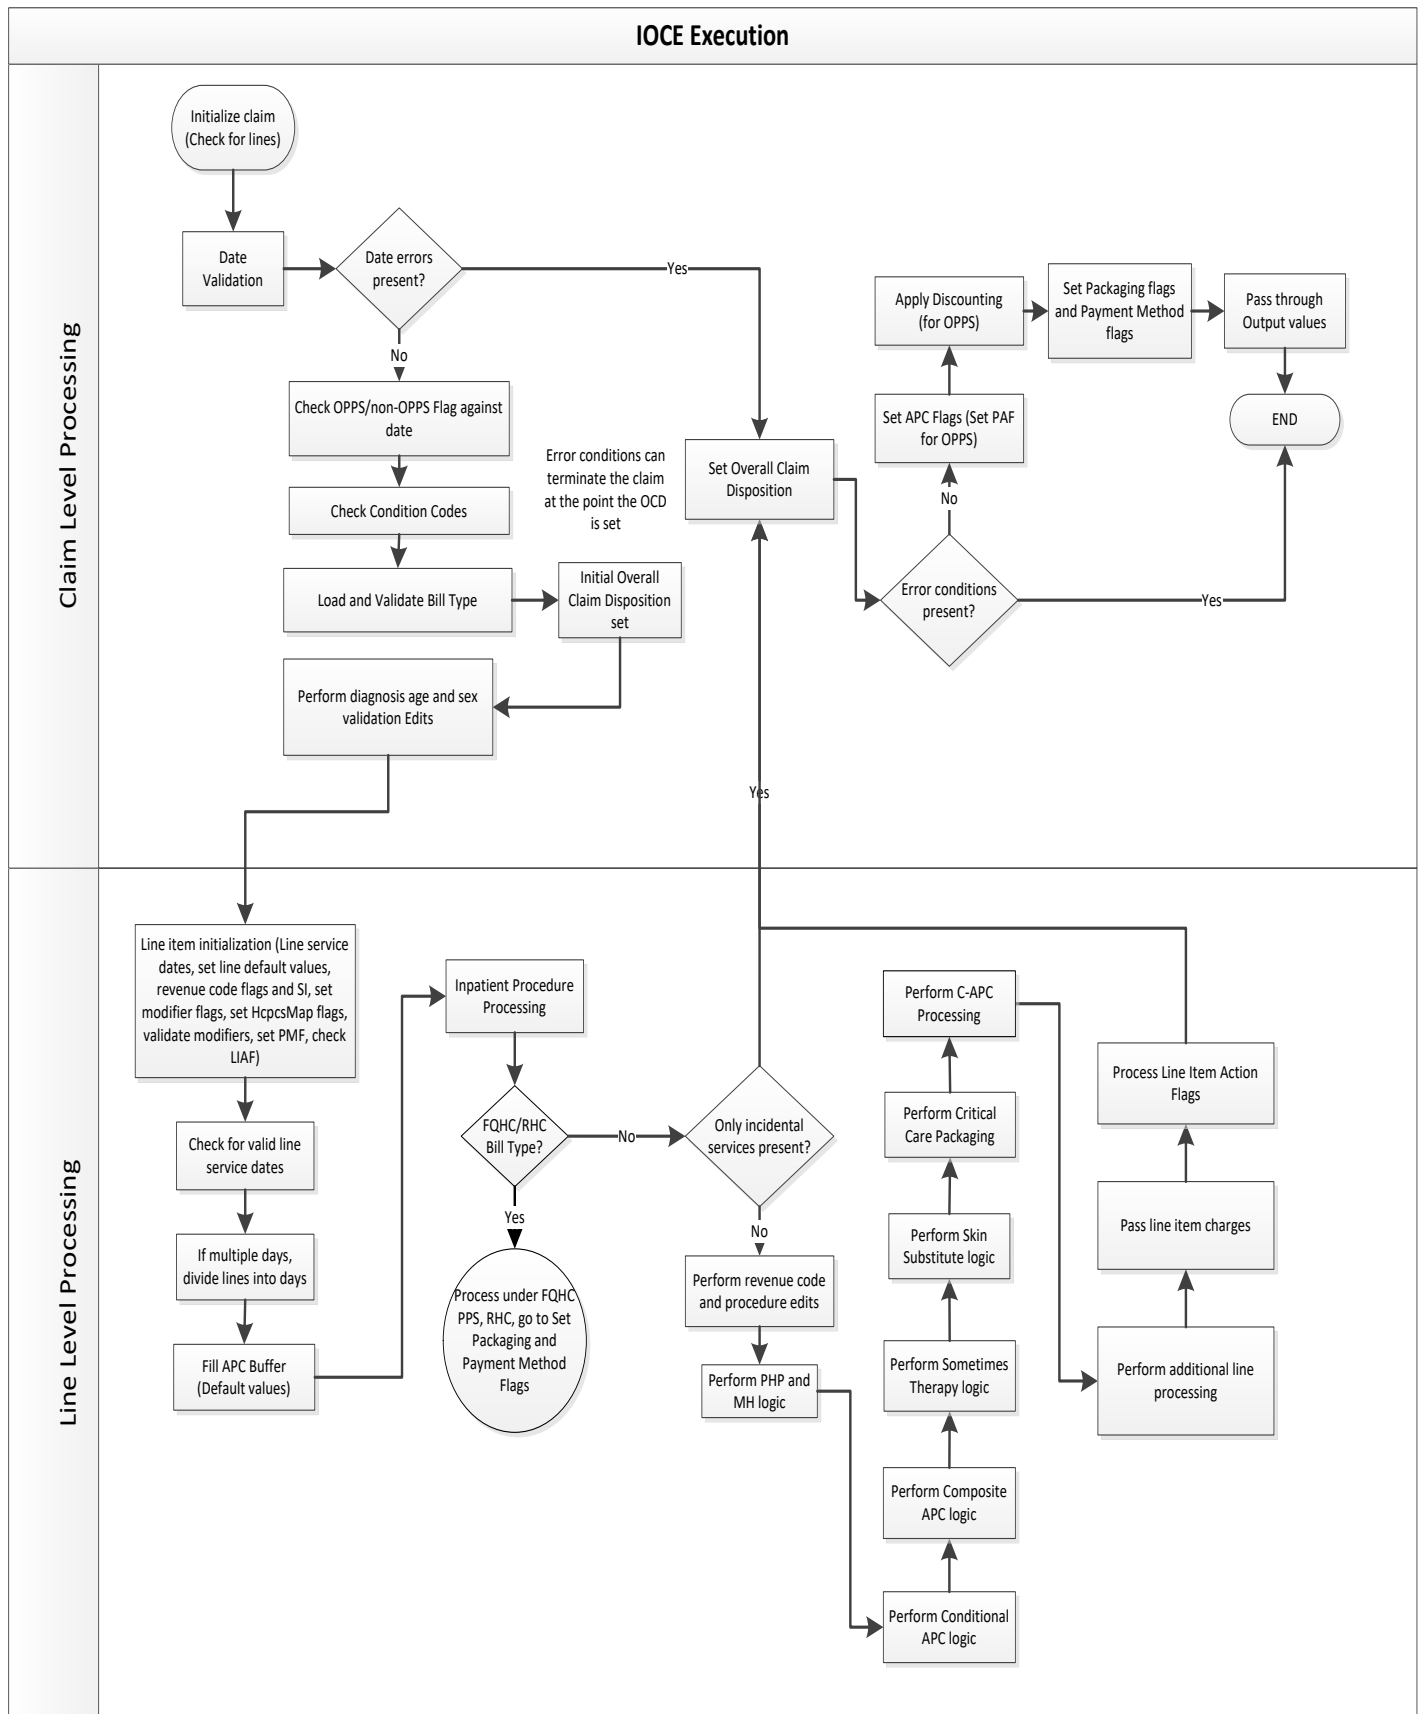 IOCE Execution
Claim Level Processing
Initialize claim
(Check for lines)
Date
Validation
Date errors
present?
Yes
No
Check OPPS/non-OPPS Flag against
date
Check Condition Codes
Load and Validate Bill Type
Error conditions can
terminate the claim
at the point the OCD
is set
Initial Overall
Claim Disposition
set
Perform diagnosis age and sex
validation Edits
Set Overall Claim
Disposition
Error conditions
present?
Yes
No
Set APC Flags (Set PAF
for OPPS)
Apply Discounting
(for OPPS)
Set Packaging flags
and Payment Method
flags
Pass through
Output values
END
Yes
Line Level Processing
Line item initialization (Line service
dates, set line default values,
revenue code flags and SI, set
modifier flags, set HcpcsMap flags,
validate modifiers, set PMF, check
LIAF)
Check for valid line
service dates
If multiple days,
divide lines into days
Fill APC Buffer
(Default values)
Inpatient Procedure
Processing
FQHC/RHC
Bill Type?
No
Yes
Process under FQHC
PPS, RHC, go to Set
Packaging and
Payment Method
Flags
Only incidental
services present?
No
Perform revenue code
and procedure edits
Perform PHP and
MH logic
Perform Conditional
APC logic
Perform Composite
APC logic
Perform Sometimes
Therapy logic
Perform Skin
Substitute logic
Perform Critical
Care Packaging
Perform C-APC
Processing
Perform additional line
processing
Pass line item charges
Process Line Item Action
Flags